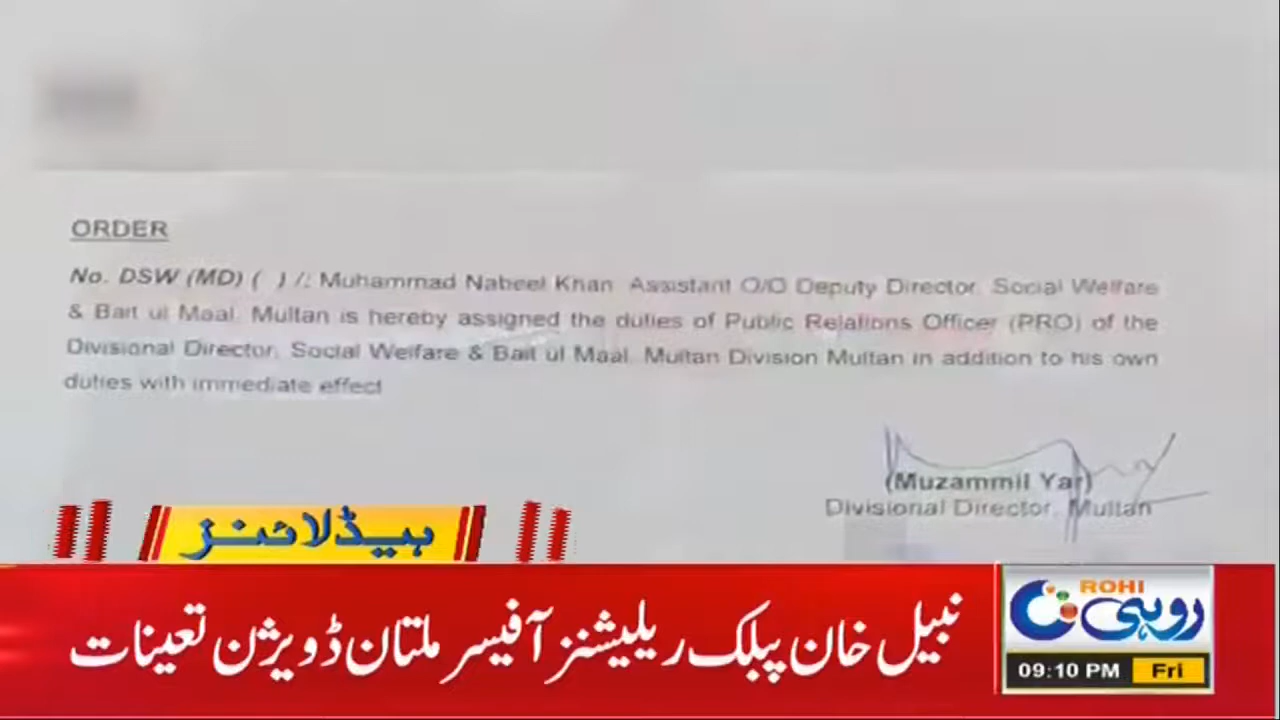 ORDER
No. DSW (MD) ( ) /: Muhammad Nabeel Khan Assistant O/O Deputy Director, Social Welfare
& Bait ul Maal, Multan is hereby assigned the duties of Public Relations Officer (PRO) of the
Divisional Director, Social Welfare & Bait ul Maal, Multan Division Multan in addition to his own
duties with immediate effect
(Muzammil Yar)
Divisional Director, Multan
ہیڈلائنز
نبیل خان پبلک ریلیشنز آفیسر ملتان ڈویژن تعینات
ROHI
روہی
09:10 PM Fri